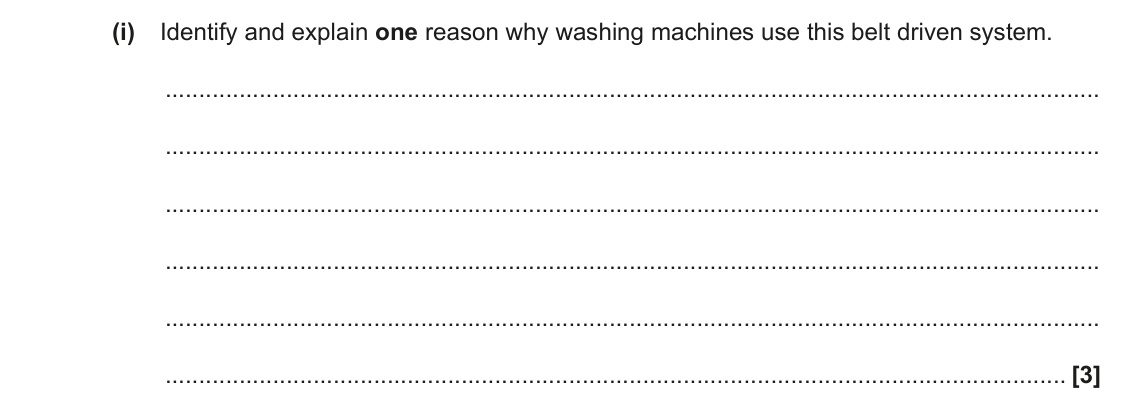 (i) Identify and explain one reason why washing machines use this belt driven system.
[3]